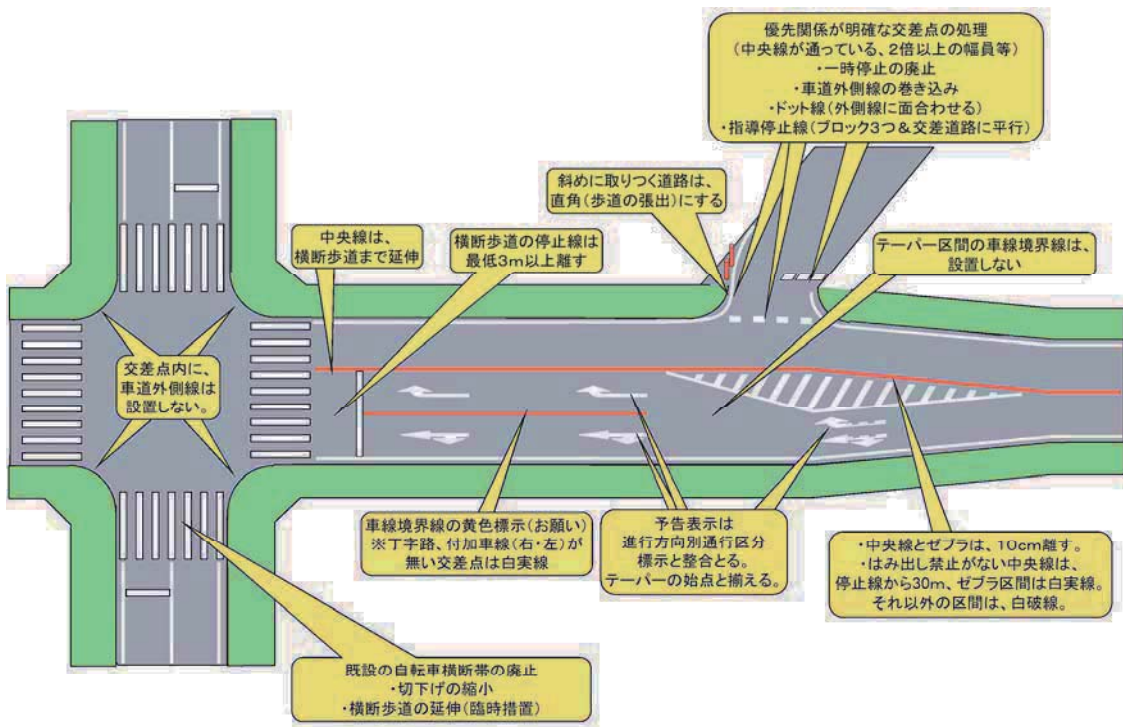 優先関係が明確な交差点の処理
(中央線が通っている、2倍以上の幅員等)
・一時停止の廃止
・車道外側線の巻き込み
・ドット線(外側線に面合わせる)
・指導停止線(ブロック3つ&交差道路に平行)
斜めに取りつく道路は、
直角(歩道の張出)にする
中央線は、
横断歩道まで延伸
横断歩道の停止線は
最低3m以上離す
テーパー区間の車線境界線は、
設置しない
交差点内に、
車道外側線は
設置しない。
車線境界線の黄色標示(お願い)
※丁字路、付加車線(右・左)が
無い交差点は白実線
予告表示は
進行方向別通行区分
標示と整合とる。
テーパーの始点と揃える。
・中央線とゼブラは、10cm離す。
・はみ出し禁止がない中央線は、
停止線から30m、ゼブラ区間は白実線。
それ以外の区間は、白破線。
既設の自転車横断帯の廃止
・切下げの縮小
・横断歩道の延伸(臨時措置)